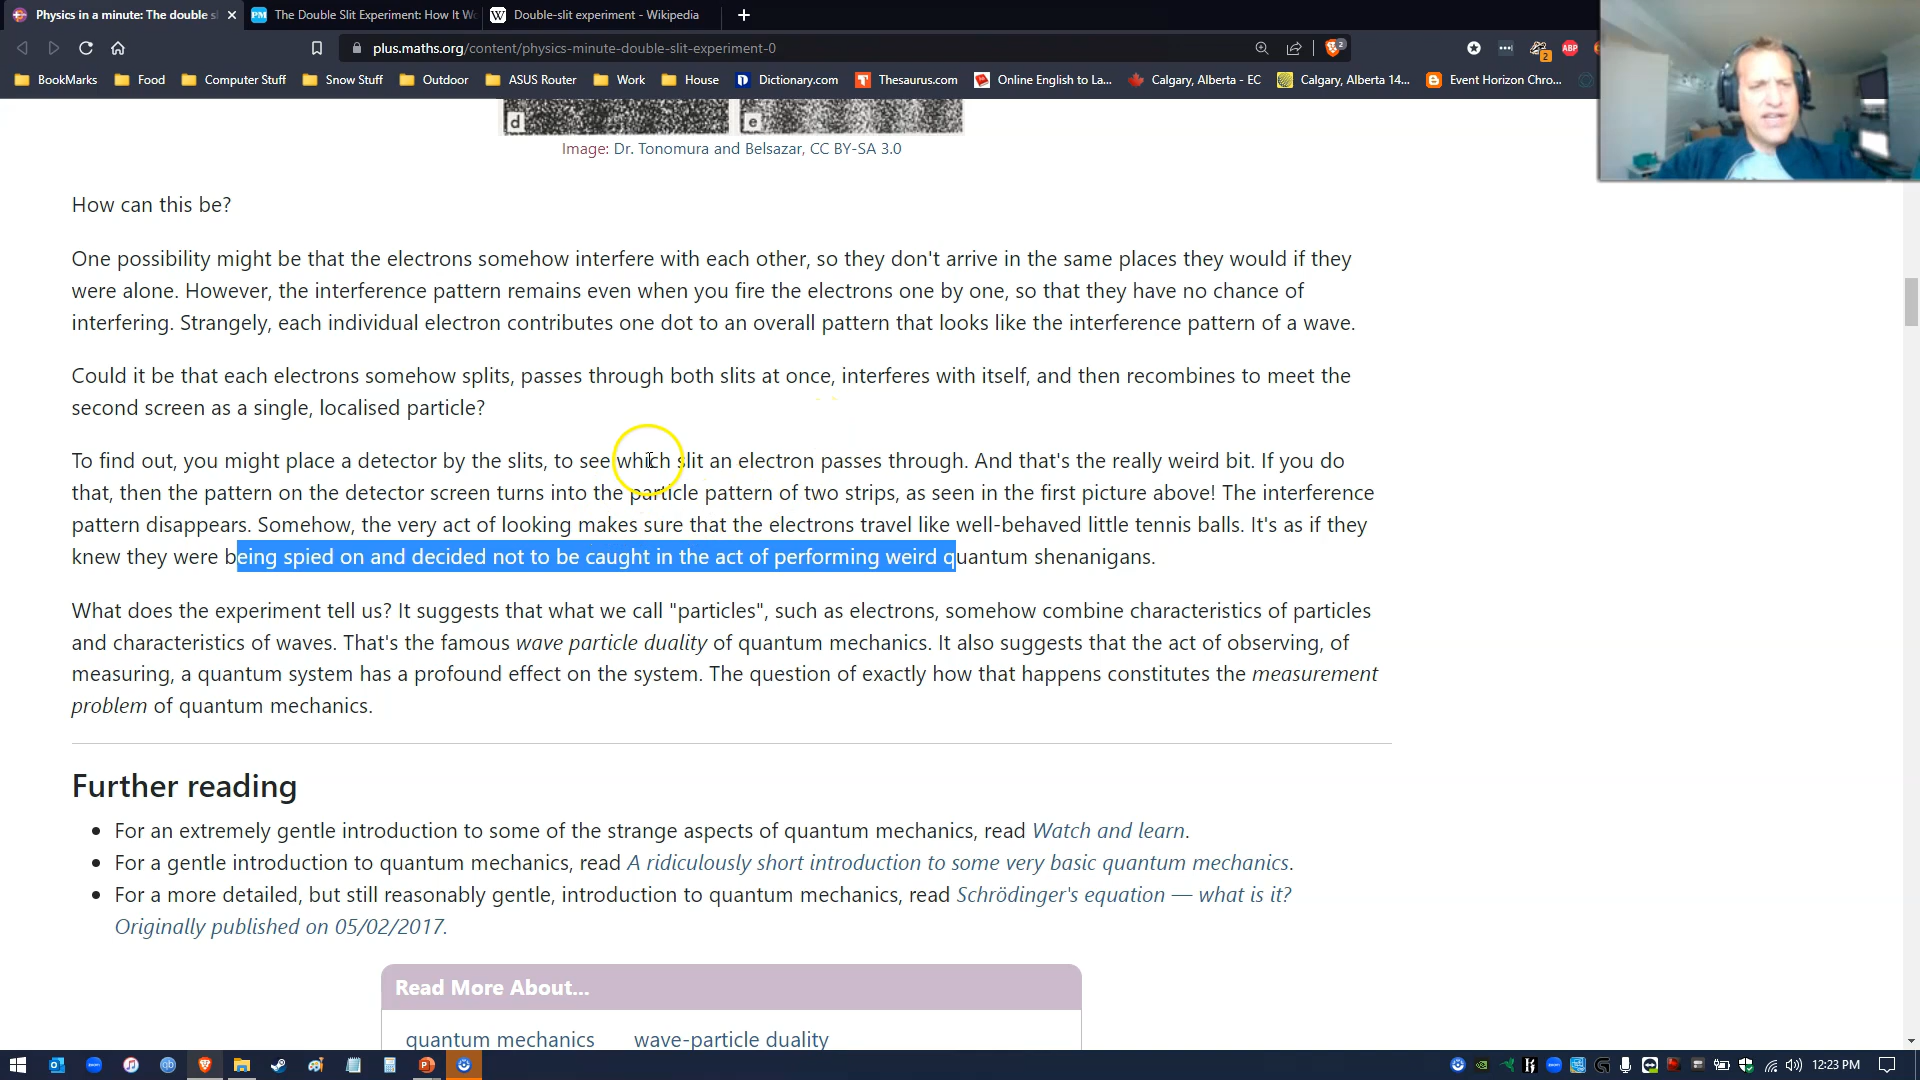 Physics in a minute: The double sl
The Double Slit Experiment: How It Wo
Double-slit experiment - Wikipedia
plus.maths.org/content/physics-minute-double-slit-experiment-0
2
2
ABP
BookMarks
Food
Computer Stuff
Snow Stuff
Outdoor
ASUS Router
Work
House
Dictionary.com
Thesaurus.com
Online English to La...
Calgary, Alberta - EC
Calgary, Alberta 14...
Event Horizon Chro...
d
e
Image: Dr. Tonomura and Belsazar, CC BY-SA 3.0
How can this be?
One possibility might be that the electrons somehow interfere with each other, so they don't arrive in the same places they would if they
were alone. However, the interference pattern remains even when you fire the electrons one by one, so that they have no chance of
interfering. Strangely, each individual electron contributes one dot to an overall pattern that looks like the interference pattern of a wave.
Could it be that each electrons somehow splits, passes through both slits at once, interferes with itself, and then recombines to meet the
second screen as a single, localised particle?
To find out, you might place a detector by the slits, to see which slit an electron passes through. And that's the really weird bit. If you do
that, then the pattern on the detector screen turns into the particle pattern of two strips, as seen in the first picture above! The interference
pattern disappears. Somehow, the very act of looking makes sure that the electrons travel like well-behaved little tennis balls. It's as if they
knew they were being spied on and decided not to be caught in the act of performing weird quantum shenanigans.
What does the experiment tell us? It suggests that what we call "particles", such as electrons, somehow combine characteristics of particles
and characteristics of waves. That's the famous wave particle duality of quantum mechanics. It also suggests that the act of observing, of
measuring, a quantum system has a profound effect on the system. The question of exactly how that happens constitutes the measurement
problem of quantum mechanics.
Further reading
For an extremely gentle introduction to some of the strange aspects of quantum mechanics, read Watch and learn.
For a gentle introduction to quantum mechanics, read A ridiculously short introduction to some very basic quantum mechanics.
For a more detailed, but still reasonably gentle, introduction to quantum mechanics, read Schrödinger's equation — what is it?
Originally published on 05/02/2017.
Read More About...
quantum mechanics
wave-particle duality
12:23 PM